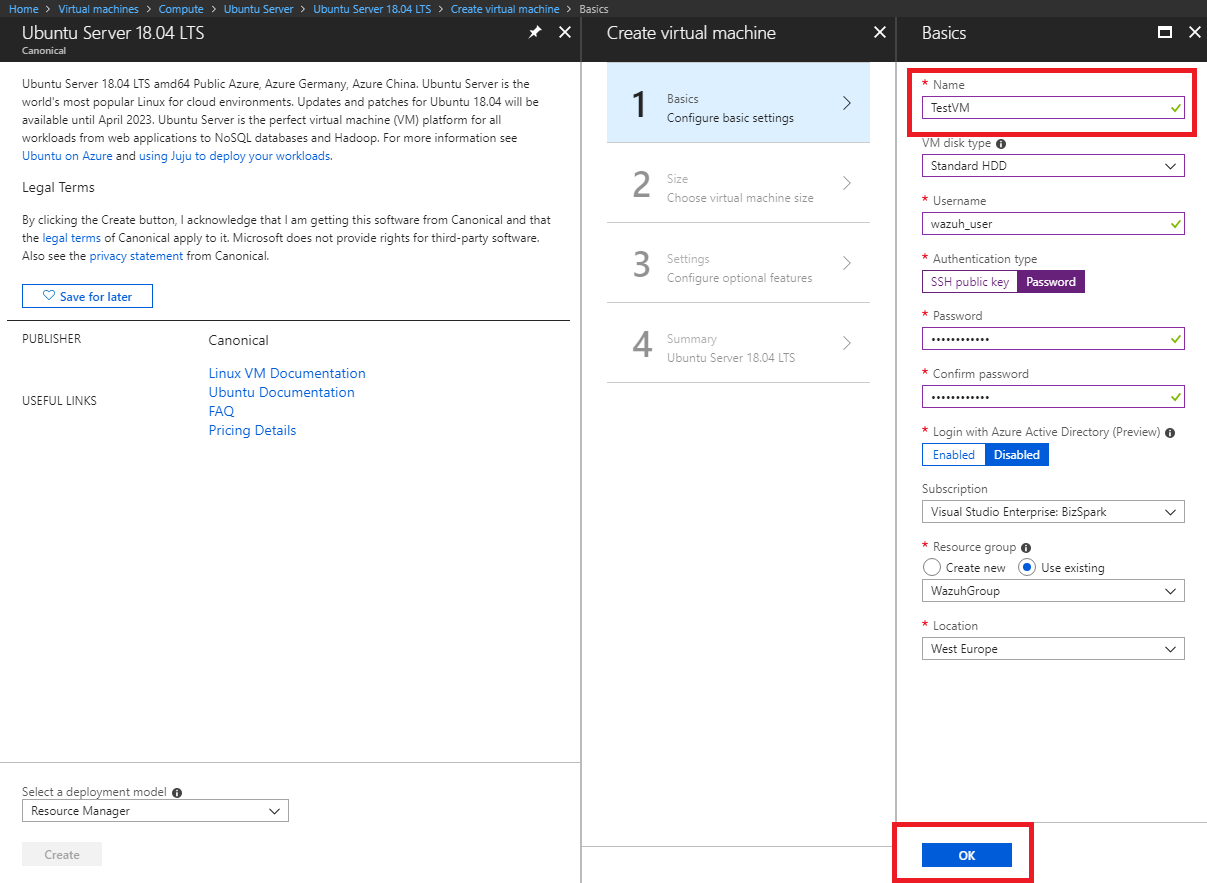 Home > Virtual machines > Compute > Ubuntu Server > Ubuntu Server 18.04 LTS > Create virtual machine > Basics
Ubuntu Server 18.04 LTS
Canonical
Ubuntu Server 18.04 LTS amd64 Public Azure, Azure Germany, Azure China. Ubuntu Server is the
world's most popular Linux for cloud environments. Updates and patches for Ubuntu 18.04 will be
available until April 2023. Ubuntu Server is the perfect virtual machine (VM) platform for all
workloads from web applications to NoSQL databases and Hadoop. For more information see
Ubuntu on Azure and using Juju to deploy your workloads.
Legal Terms
By clicking the Create button, I acknowledge that I am getting this software from Canonical and that
the legal terms of Canonical apply to it. Microsoft does not provide rights for third-party software.
Also see the privacy statement from Canonical.
Save for later
PUBLISHER
Canonical
USEFUL LINKS
Linux VM Documentation
Ubuntu Documentation
FAQ
Pricing Details
Select a deployment model
Resource Manager
Create
Create virtual machine
1
Basics
Configure basic settings
2
Size
Choose virtual machine size
3
Settings
Configure optional features
4
Summary
Ubuntu Server 18.04 LTS
Basics
* Name
TestVM
VM disk type
Standard HDD
* Username
wazuh_user
* Authentication type
SSH public key Password
* Password
••••••••••••
* Confirm password
••••••••••••
* Login with Azure Active Directory (Preview)
Enabled Disabled
Subscription
Visual Studio Enterprise: BizSpark
* Resource group
Create new Use existing
WazuhGroup
* Location
West Europe
OK